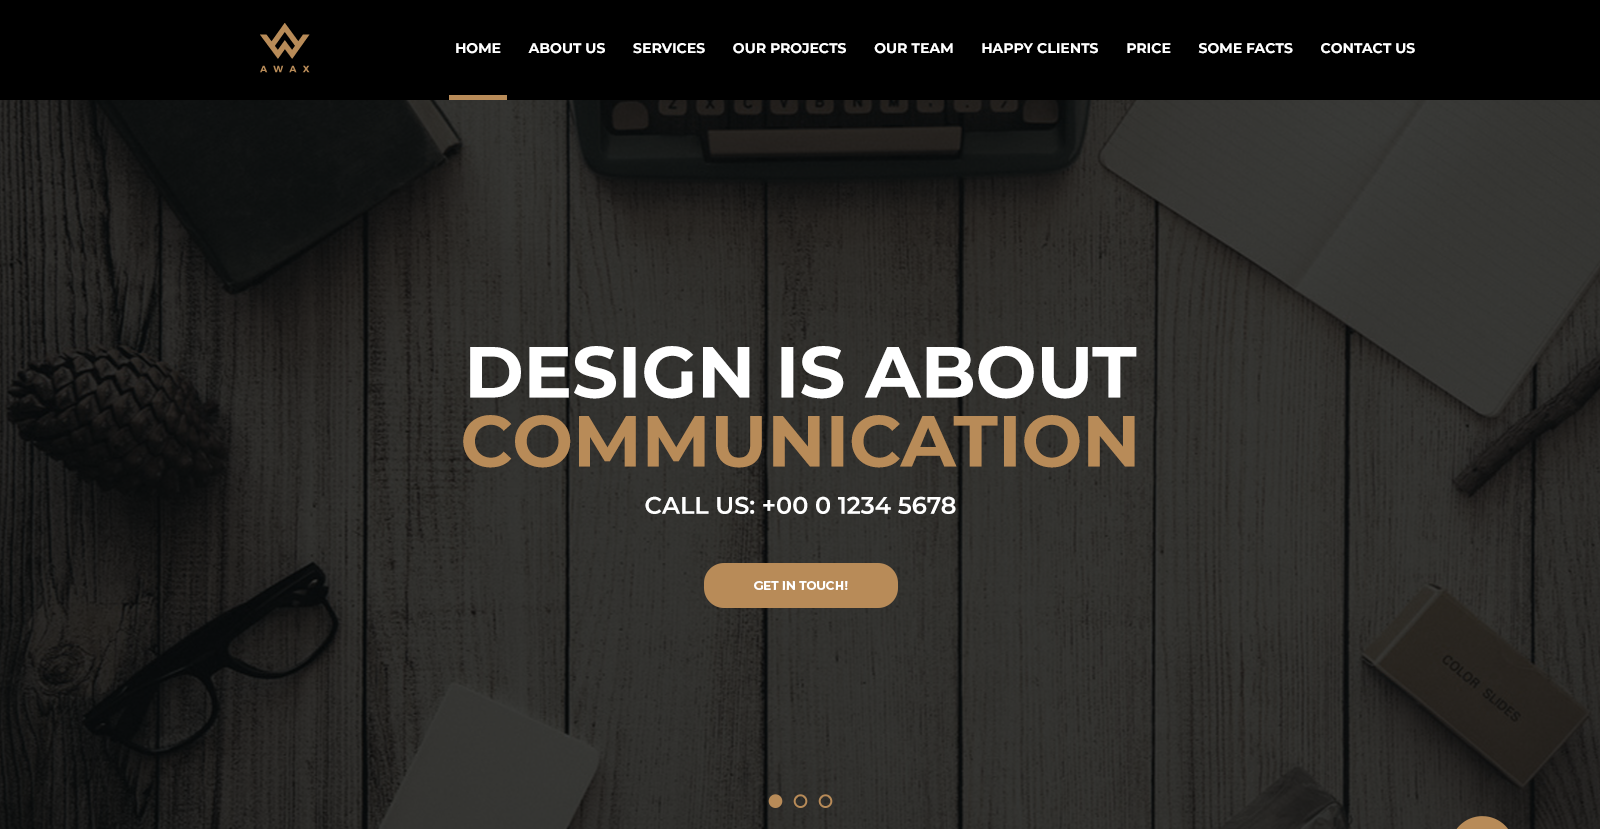 AWAX
HOME ABOUT US SERVICES OUR PROJECTS OUR TEAM HAPPY CLIENTS PRICE SOME FACTS CONTACT US
Z X C V B N M , . /
DESIGN IS ABOUT
COMMUNICATION
CALL US: +00 0 1234 5678
GET IN TOUCH!
COLOR SLIDES